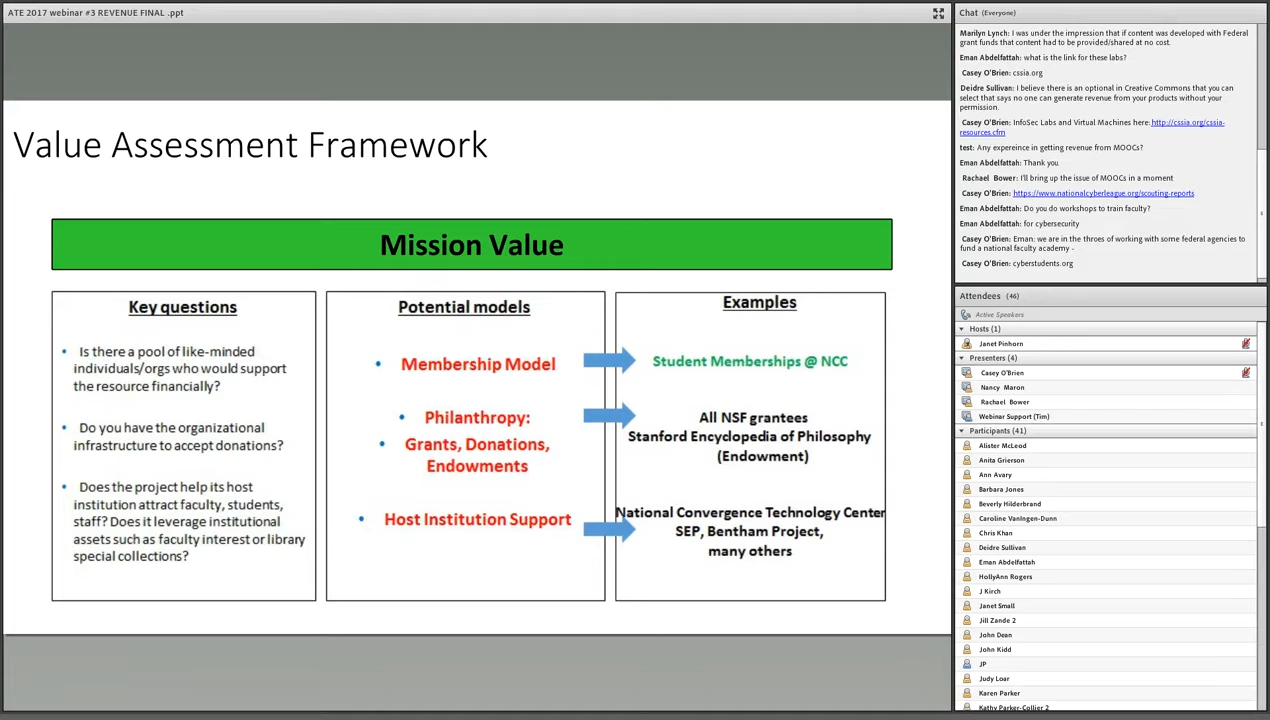 ATE 2017 webinar #3 REVENUE FINAL .ppt
Value Assessment Framework
Mission Value
Key questions
• Is there a pool of like-minded
individuals/orgs who would support
the resource financially?
• Do you have the organizational
infrastructure to accept donations?
• Does the project help its host
institution attract faculty, students,
staff? Does it leverage institutional
assets such as faculty interest or library
special collections?
Potential models
• Membership Model
• Philanthropy:
• Grants, Donations,
Endowments
• Host Institution Support
Examples
Student Memberships @ NCC
All NSF grantees
Stanford Encyclopedia of Philosophy
(Endowment)
National Convergence Technology Center
SEP, Bentham Project,
many others
Chat (Everyone)
Marilyn Lynch: I was under the impression that if content was developed with Federal
grant funds that content had to be provided/shared at no cost.
Eman Abdelfattah: what is the link for these labs?
Casey O'Brien: cssia.org
Deidre Sullivan: I believe there is an optional in Creative Commons that you can
select that says no one can generate revenue from your products without your
permission.
Casey O'Brien: InfoSec Labs and Virtual Machines here: http://cssia.org/cssia-
resources.cfm
test: Any expereince in getting revenue from MOOCs?
Eman Abdelfattah: Thank you.
Rachael Bower: I'll bring up the issue of MOOCs in a moment
Casey O'Brien: https://www.nationalcyberleague.org/scouting-reports
Eman Abdelfattah: Do you do workshops to train faculty?
Eman Abdelfattah: for cybersecurity
Casey O'Brien: Eman: we are in the throes of working with some federal agencies to
fund a national faculty academy -
Casey O'Brien: cyberstudents.org
Attendees (46)
Active Speakers
Hosts (1)
Janet Pinhorn
Presenters (4)
Casey O'Brien
Nancy Maron
Rachael Bower
Webinar Support (Tim)
Participants (41)
Alister McLeod
Anita Grierson
Ann Avary
Barbara Jones
Beverly Hilderbrand
Caroline VanIngen-Dunn
Chris Khan
Deidre Sullivan
Eman Abdelfattah
HollyAnn Rogers
J Kirch
Janet Small
Jill Zande 2
John Dean
John Kidd
JP
Judy Loar
Karen Parker
Kathy Parker-Collier 2